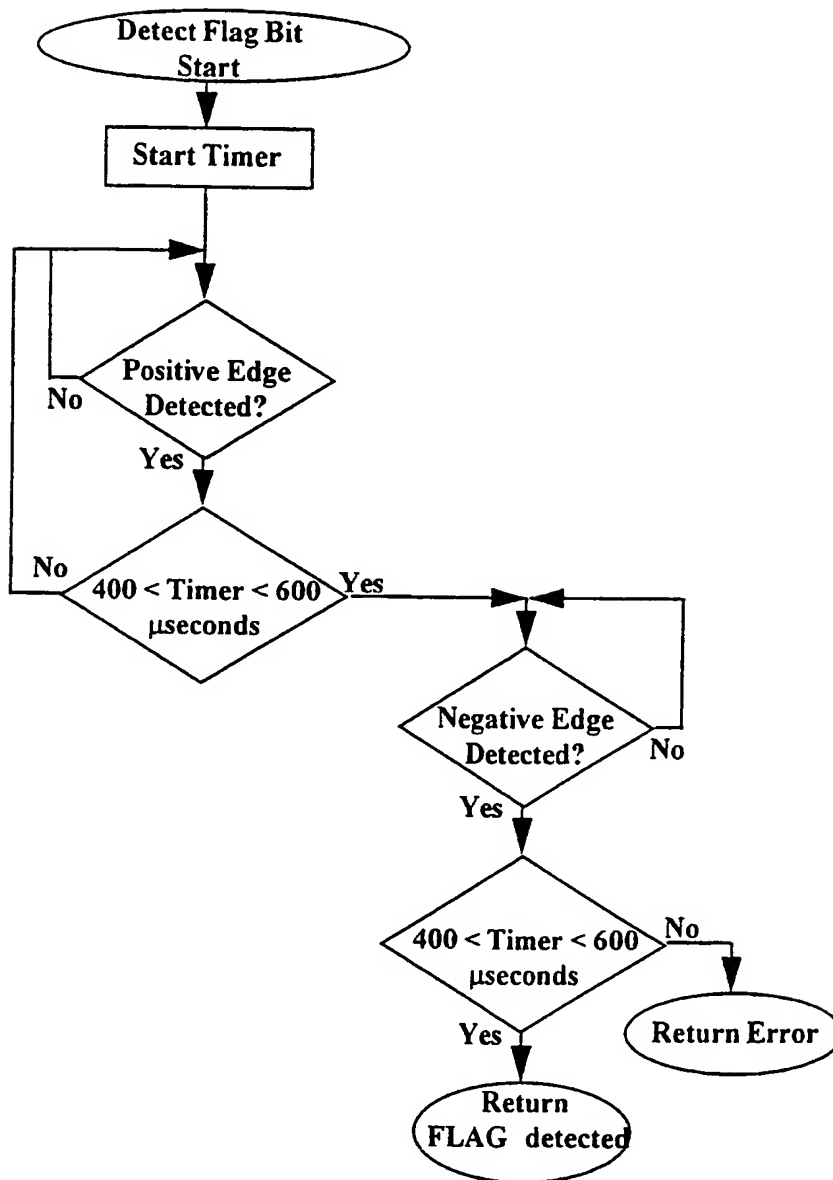 Detect Flag Bit
Start
Start Timer
Positive Edge
Detected?
No
Yes
No
400 < Timer < 600
μseconds
Yes
Negative Edge
Detected?
No
Yes
400 < Timer < 600
μseconds
No
Yes
Return Error
Return
FLAG detected